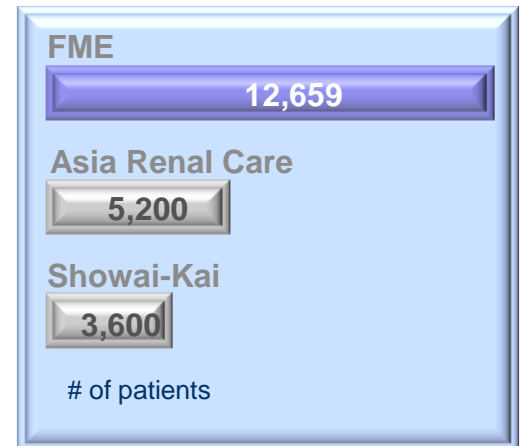 FME
12,659
Asia Renal Care
5,200
Showai-Kai
3,600
# of patients